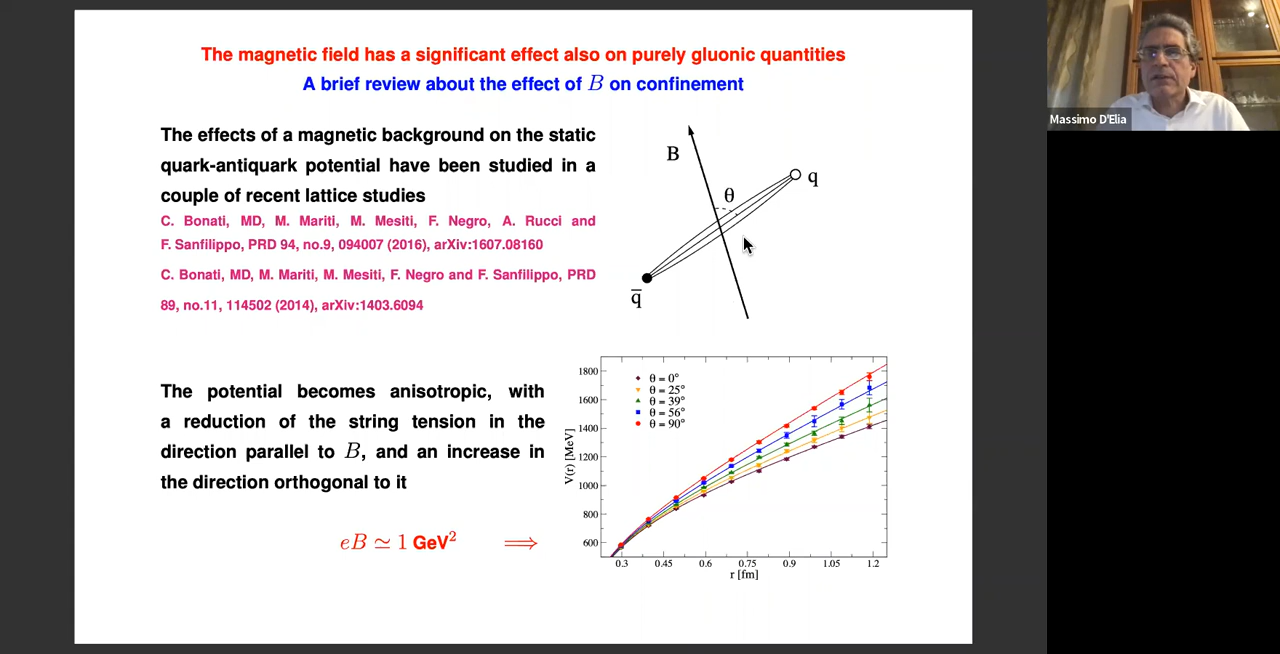 The magnetic field has a significant effect also on purely gluonic quantities
A brief review about the effect of B on confinement
The effects of a magnetic background on the static
quark-antiquark potential have been studied in a
couple of recent lattice studies
C. Bonati, MD, M. Mariti, M. Mesiti, F. Negro, A. Rucci and
F. Sanfilippo, PRD 94, no.9, 094007 (2016), arXiv:1607.08160
C. Bonati, MD, M. Mariti, M. Mesiti, F. Negro and F. Sanfilippo, PRD
89, no.11, 114502 (2014), arXiv:1403.6094
B
θ
q
q̅
The potential becomes anisotropic, with
a reduction of the string tension in the
direction parallel to B, and an increase in
the direction orthogonal to it
eB ≃ 1 GeV² ⟹
V(r) [MeV]
1800
1600
1400
1200
1000
800
600
θ = 0°
θ = 25°
θ = 39°
θ = 56°
θ = 90°
0.3 0.45 0.6 0.75 0.9 1.05 1.2
r [fm]
Massimo D'Elia